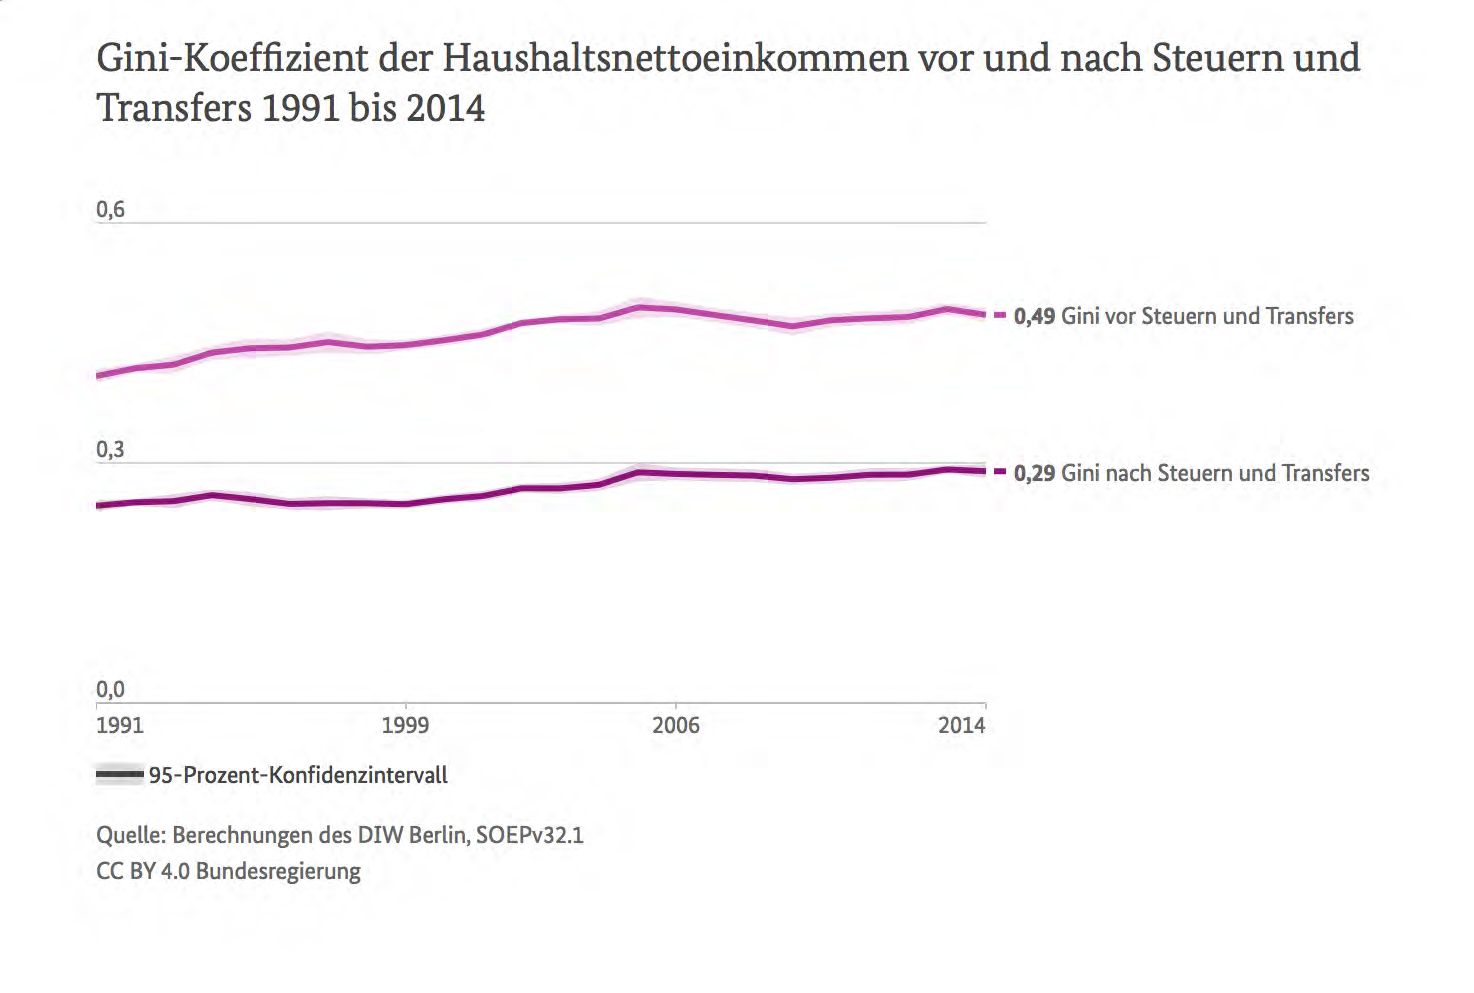 Gini-Koeffizient der Haushaltsnettoeinkommen vor und nach Steuern und
Transfers 1991 bis 2014
0,6
0,49 Gini vor Steuern und Transfers
0,3
0,29 Gini nach Steuern und Transfers
0,0
1991 1999 2006 2014
95-Prozent-Konfidenzintervall
Quelle: Berechnungen des DIW Berlin, SOEPv32.1
CC BY 4.0 Bundesregierung